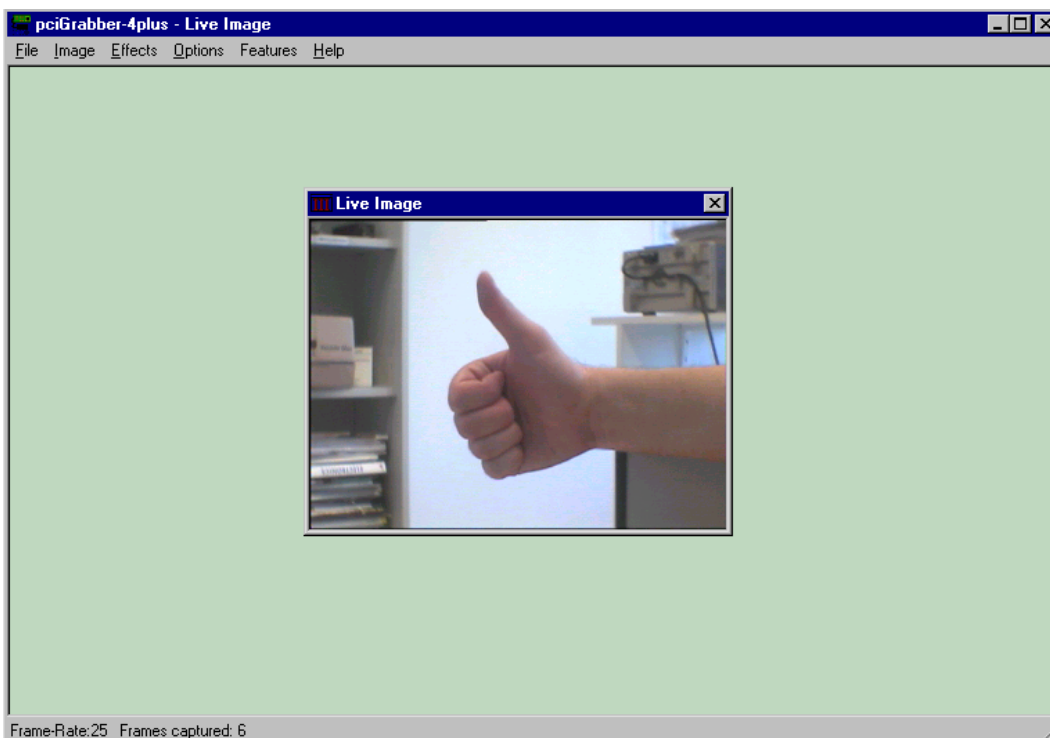 pciGrabber-4plus - Live Image
File Image Effects Options Features Help
Live Image
Frame-Rate:25 Frames captured: 6